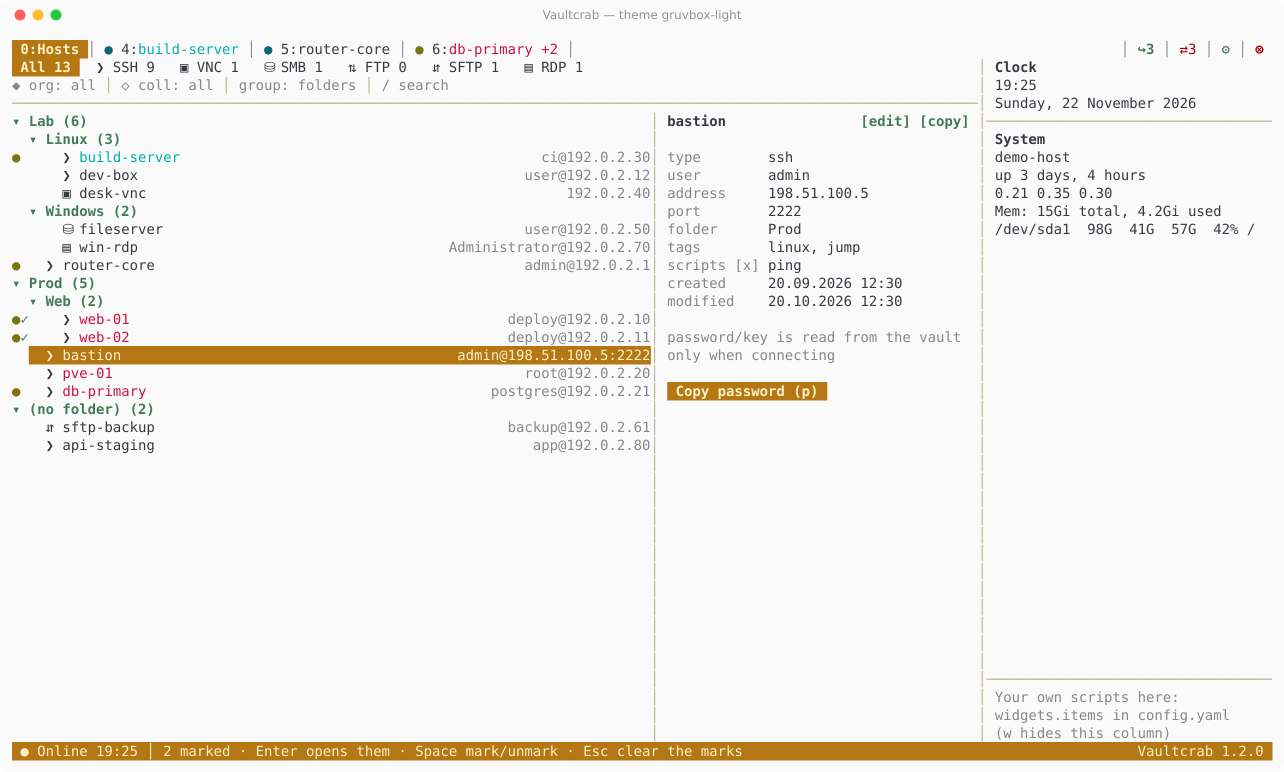 Vaultcrab — theme gruvbox-light
0:Hosts │ ● 4:build-server │ ● 5:router-core │ ● 6:db-primary +2 │ │ ↪3 │ ⇄3 │ ⚙ │ ⊗
All 13 ❯ SSH 9 ▣ VNC 1 ⛁ SMB 1 ⇅ FTP 0 ⇵ SFTP 1 ▤ RDP 1
◆ org: all │ ◇ coll: all │ group: folders │ / search
▾ Lab (6)
▾ Linux (3)
● ❯ build-server ci@192.0.2.30
❯ dev-box user@192.0.2.12
▣ desk-vnc 192.0.2.40
▾ Windows (2)
⛁ fileserver user@192.0.2.50
▤ win-rdp Administrator@192.0.2.70
● ❯ router-core admin@192.0.2.1
▾ Prod (5)
▾ Web (2)
●✓ ❯ web-01 deploy@192.0.2.10
●✓ ❯ web-02 deploy@192.0.2.11
❯ bastion admin@198.51.100.5:2222
❯ pve-01 root@192.0.2.20
● ❯ db-primary postgres@192.0.2.21
▾ (no folder) (2)
⇵ sftp-backup backup@192.0.2.61
❯ api-staging app@192.0.2.80
bastion [edit] [copy]
type ssh
user admin
address 198.51.100.5
port 2222
folder Prod
tags linux, jump
scripts [x] ping
created 20.09.2026 12:30
modified 20.10.2026 12:30
password/key is read from the vault
only when connecting
Copy password (p)
Clock
19:25
Sunday, 22 November 2026
System
demo-host
up 3 days, 4 hours
0.21 0.35 0.30
Mem: 15Gi total, 4.2Gi used
/dev/sda1 98G 41G 57G 42% /
Your own scripts here:
widgets.items in config.yaml
(w hides this column)
● Online 19:25 │ 2 marked · Enter opens them · Space mark/unmark · Esc clear the marks Vaultcrab 1.2.0